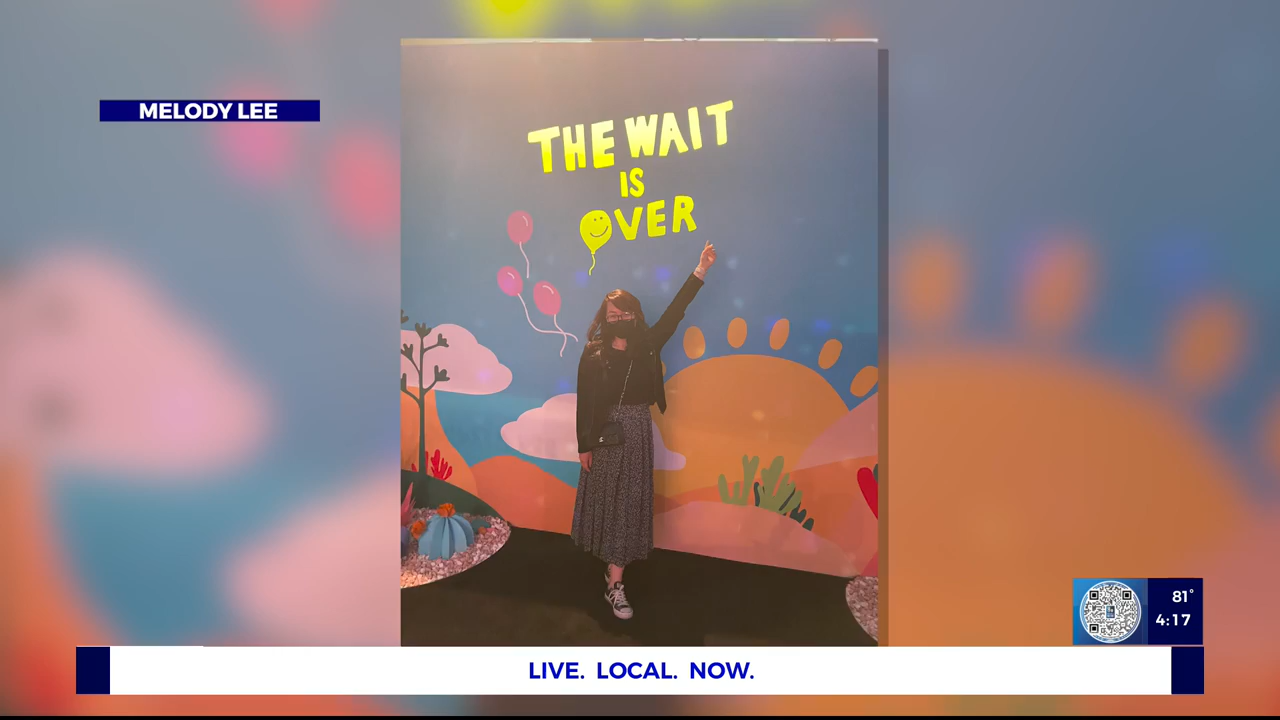 MELODY LEE
THE WAIT
IS
OVER
81°
4:17
LIVE. LOCAL. NOW.